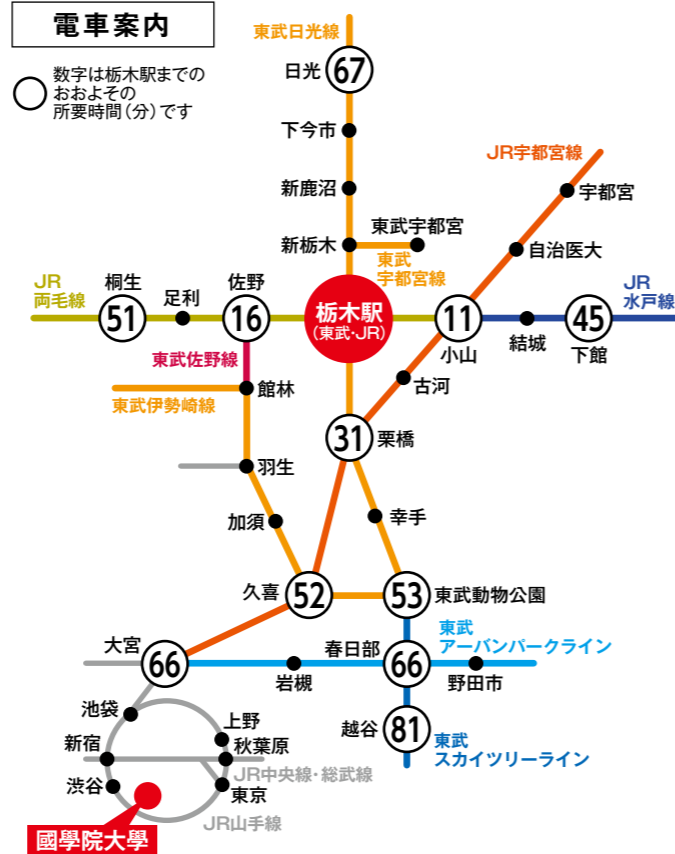 電車案内
数字は栃木駅までの
おおよその
所要時間(分)です
東武日光線
日光
67
下今市
新鹿沼
新栃木
東武宇都宮
東武
宇都宮線
JR宇都宮線
宇都宮
自治医大
JR
両毛線
桐生
51
足利
佐野
16
栃木駅
(東武・JR)
11
小山
結城
45
下館
JR
水戸線
東武佐野線
館林
東武伊勢崎線
古河
31
栗橋
羽生
加須
幸手
久喜
52
53
東武動物公園
大宮
66
岩槻
春日部
66
野田市
東武
アーバンパークライン
越谷
81
東武
スカイツリーライン
池袋
上野
新宿
秋葉原
JR中央線・総武線
渋谷
東京
JR山手線
國學院大學